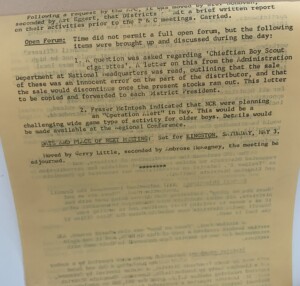 Following a request by the
seconded by Art Eggert, that Districts submit a brief written report
on their activities prior to the P & C meetings. Carried.
Open Forum: Time did not permit a full open forum, but the following
items were brought up and discussed during the day:
1. A question was asked regarding 'Chieftien Boy Scout
A letter on this from the Administration
Department at National Headquarters was read, outlining that the sale
of these was an innocent error on the part of the distributor, and that
the sale would discontinue once the present stocks ran out. This letter
to be copied and forwarded to each District President.
2. Fraser McIntosh indicated that NCR were planning
an "Operation Alert" in May. This would be a
challenging wide game type of activity for older boys. Details would
be made available at the Regional Conference.
DATE AND PLACE OF NEXT MEETING: Set for KINGSTON, SATURDAY, MAY 3,
Moved by Harry Little, seconded by Ambrose Hanagney, the meeting be
adjourned.
********